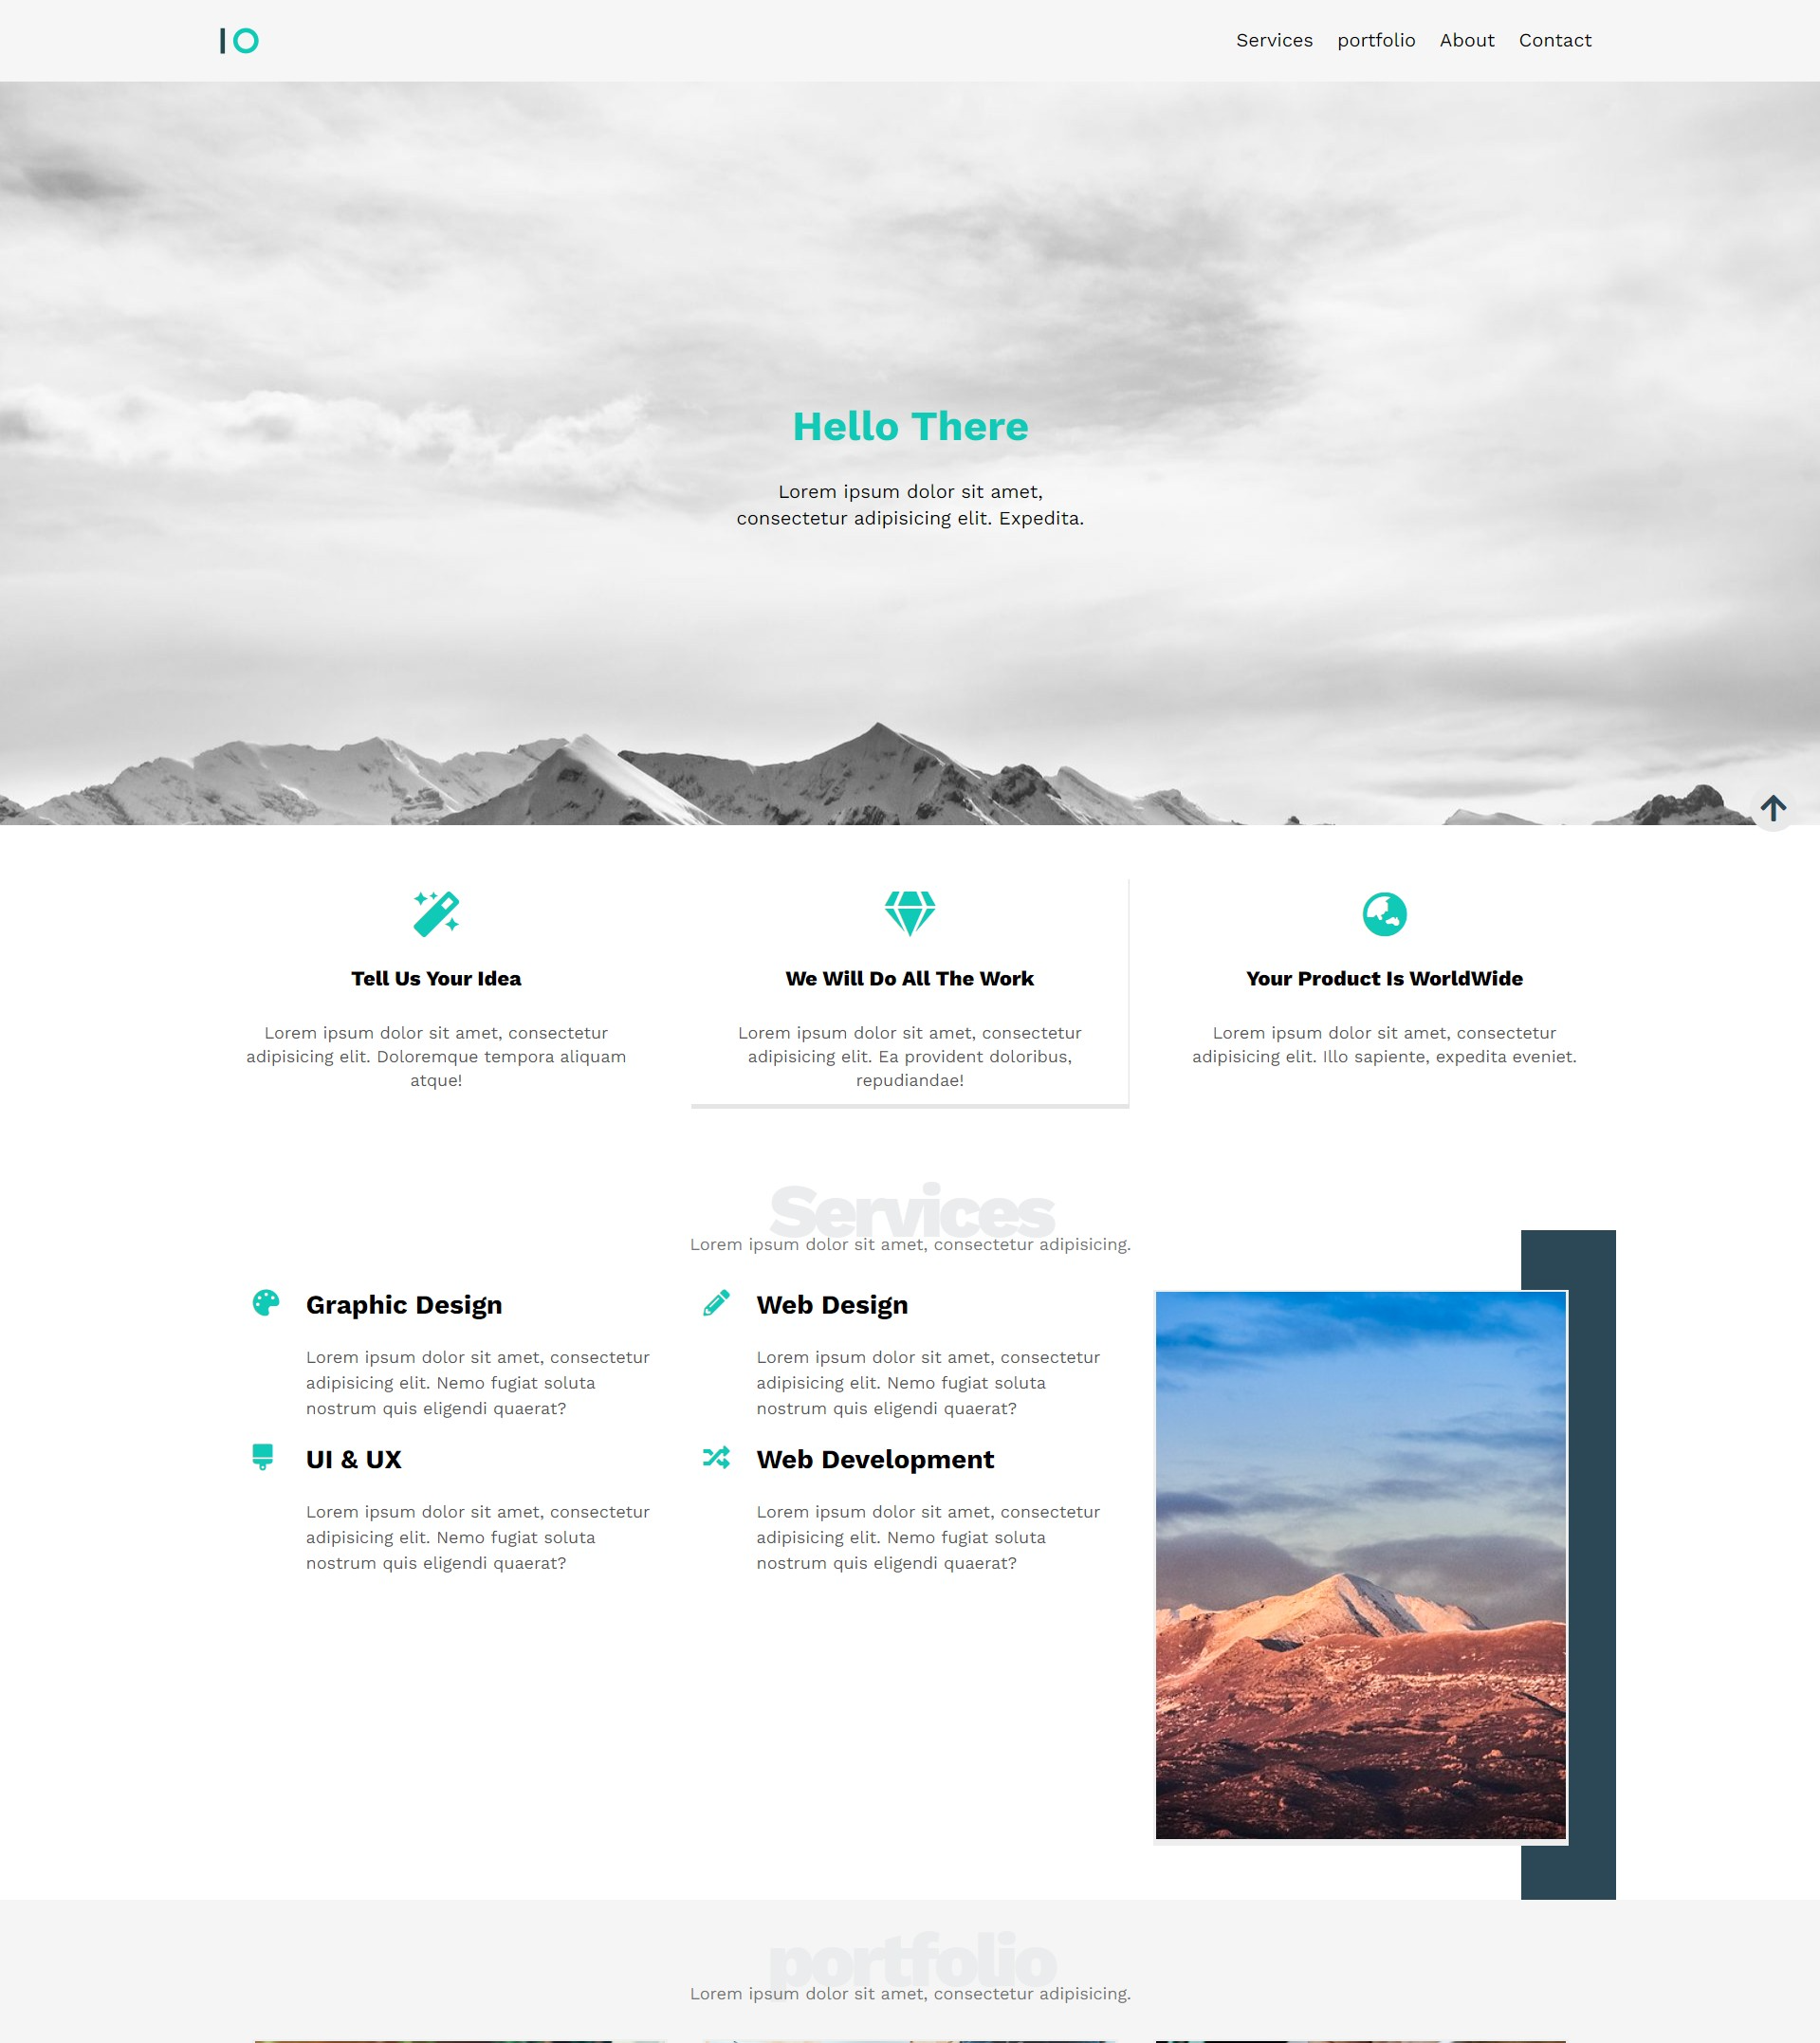 IO
Services portfolio About Contact
Hello There
Lorem ipsum dolor sit amet,
consectetur adipisicing elit. Expedita.
Tell Us Your Idea
Lorem ipsum dolor sit amet, consectetur
adipisicing elit. Doloremque tempora aliquam
atque!
We Will Do All The Work
Lorem ipsum dolor sit amet, consectetur
adipisicing elit. Ea provident doloribus,
repudiandae!
Your Product Is WorldWide
Lorem ipsum dolor sit amet, consectetur
adipisicing elit. Illo sapiente, expedita eveniet.
Services
Lorem ipsum dolor sit amet, consectetur adipisicing.
Graphic Design
Lorem ipsum dolor sit amet, consectetur
adipisicing elit. Nemo fugiat soluta
nostrum quis eligendi quaerat?
Web Design
Lorem ipsum dolor sit amet, consectetur
adipisicing elit. Nemo fugiat soluta
nostrum quis eligendi quaerat?
UI & UX
Lorem ipsum dolor sit amet, consectetur
adipisicing elit. Nemo fugiat soluta
nostrum quis eligendi quaerat?
Web Development
Lorem ipsum dolor sit amet, consectetur
adipisicing elit. Nemo fugiat soluta
nostrum quis eligendi quaerat?
portfolio
Lorem ipsum dolor sit amet, consectetur adipisicing.